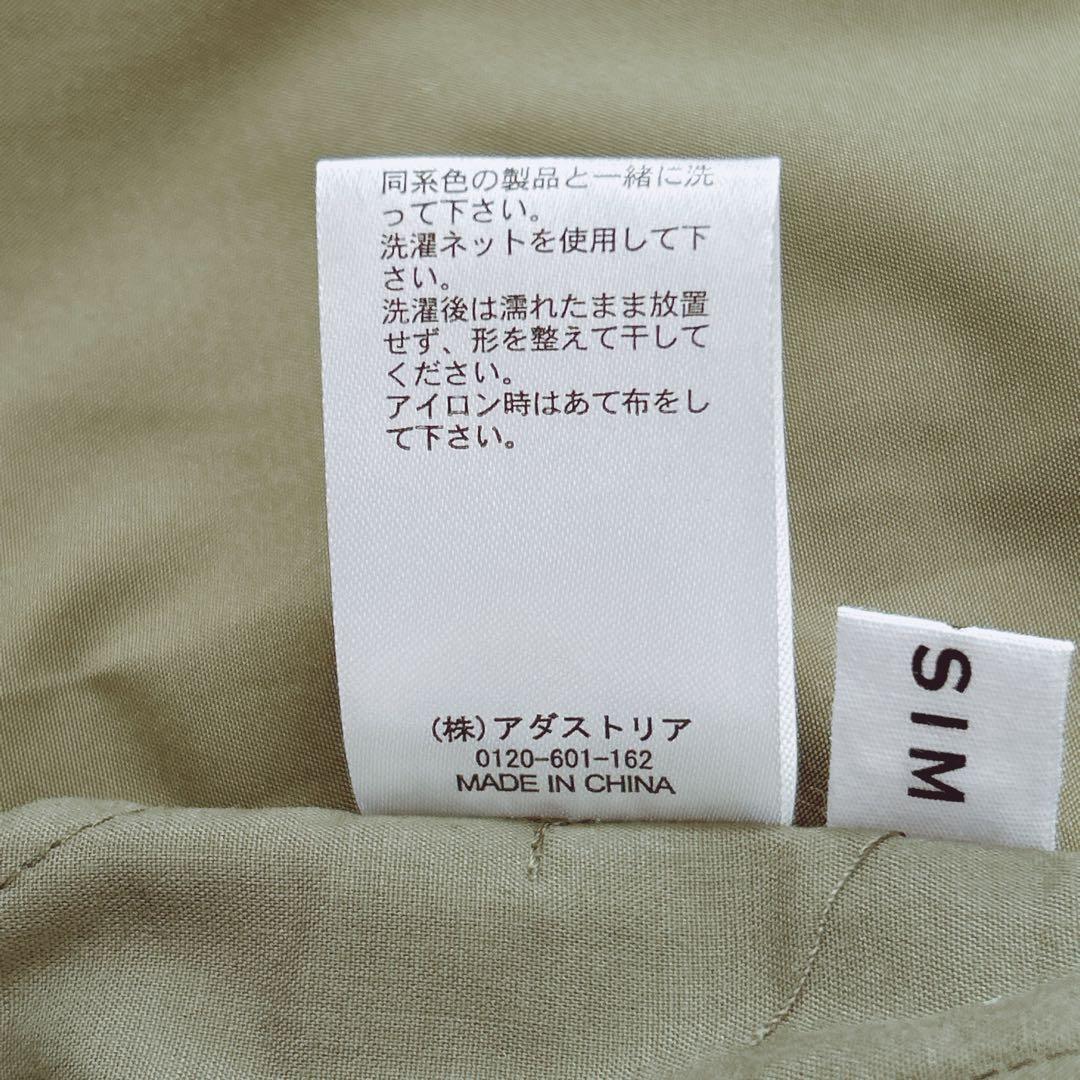 同系色の製品と一緒に洗
って下さい。
洗濯ネットを使用して下
さい。
洗濯後は濡れたまま放置
せず、形を整えて干して
ください。
アイロン時はあて布をし
て下さい。
(株)アダストリア
0120-601-162
MADE IN CHINA
SIM